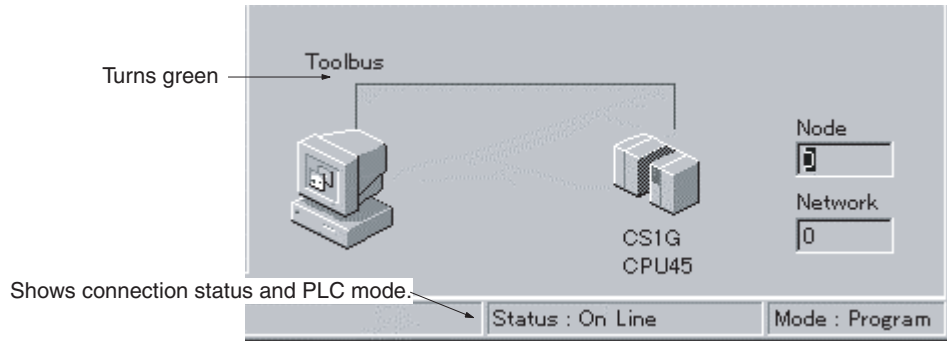 Toolbus
Turns green
Node
0
Network
0
CS1G
CPU45
Shows connection status and PLC mode.
Status : On Line
Mode : Program